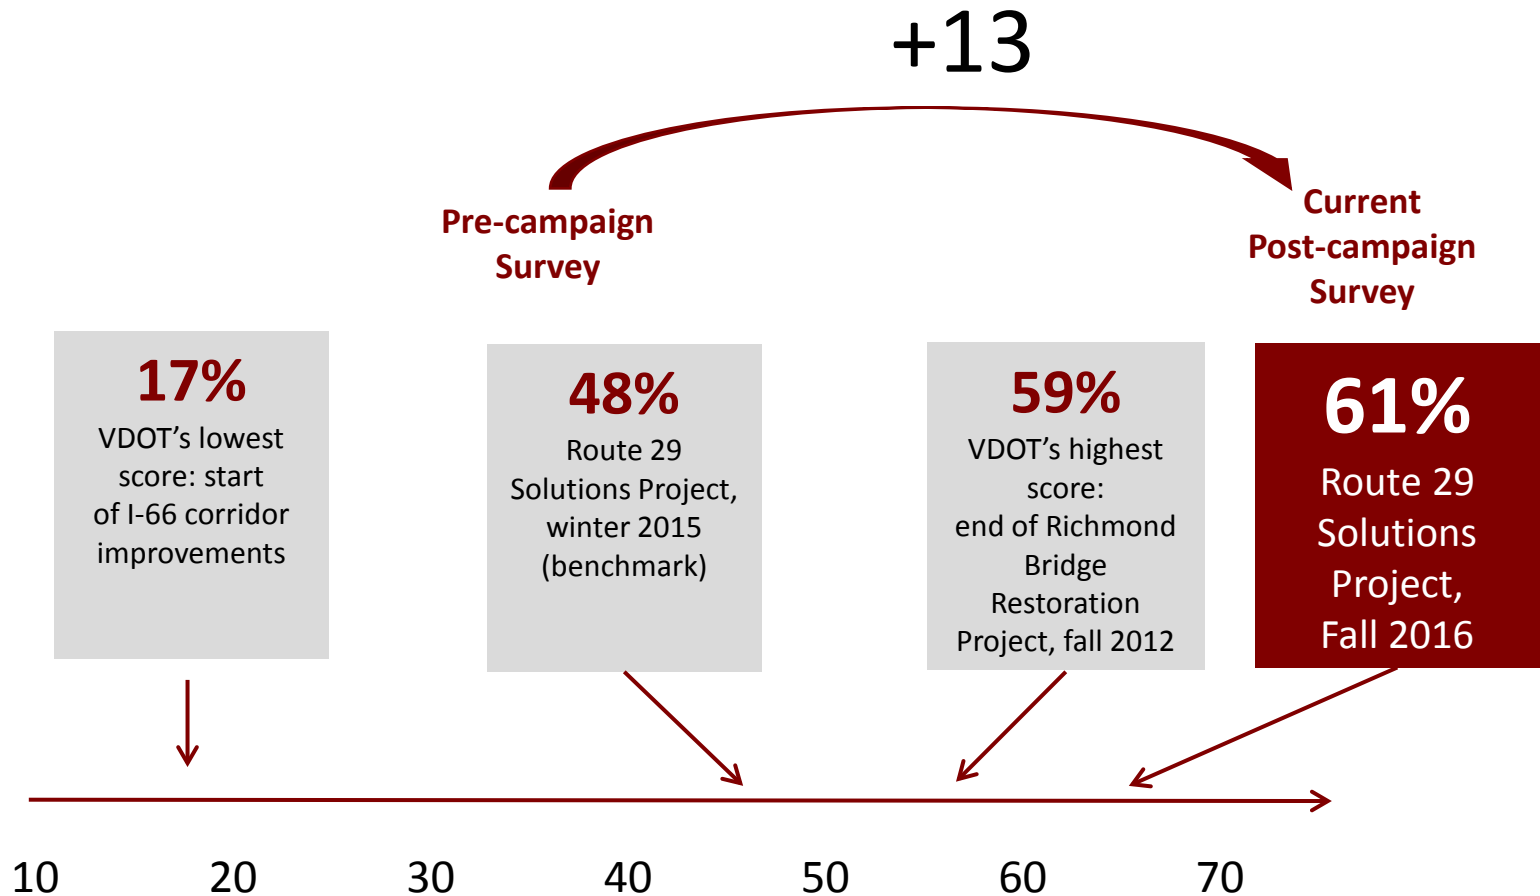 +13
Pre-campaign
Survey
Current
Post-campaign
Survey
17%
VDOT’s lowest
score: start
of I-66 corridor
improvements
48%
Route 29
Solutions Project,
winter 2015
(benchmark)
59%
VDOT’s highest
score:
end of Richmond
Bridge
Restoration
Project, fall 2012
61%
Route 29
Solutions
Project,
Fall 2016
10 20 30 40 50 60 70